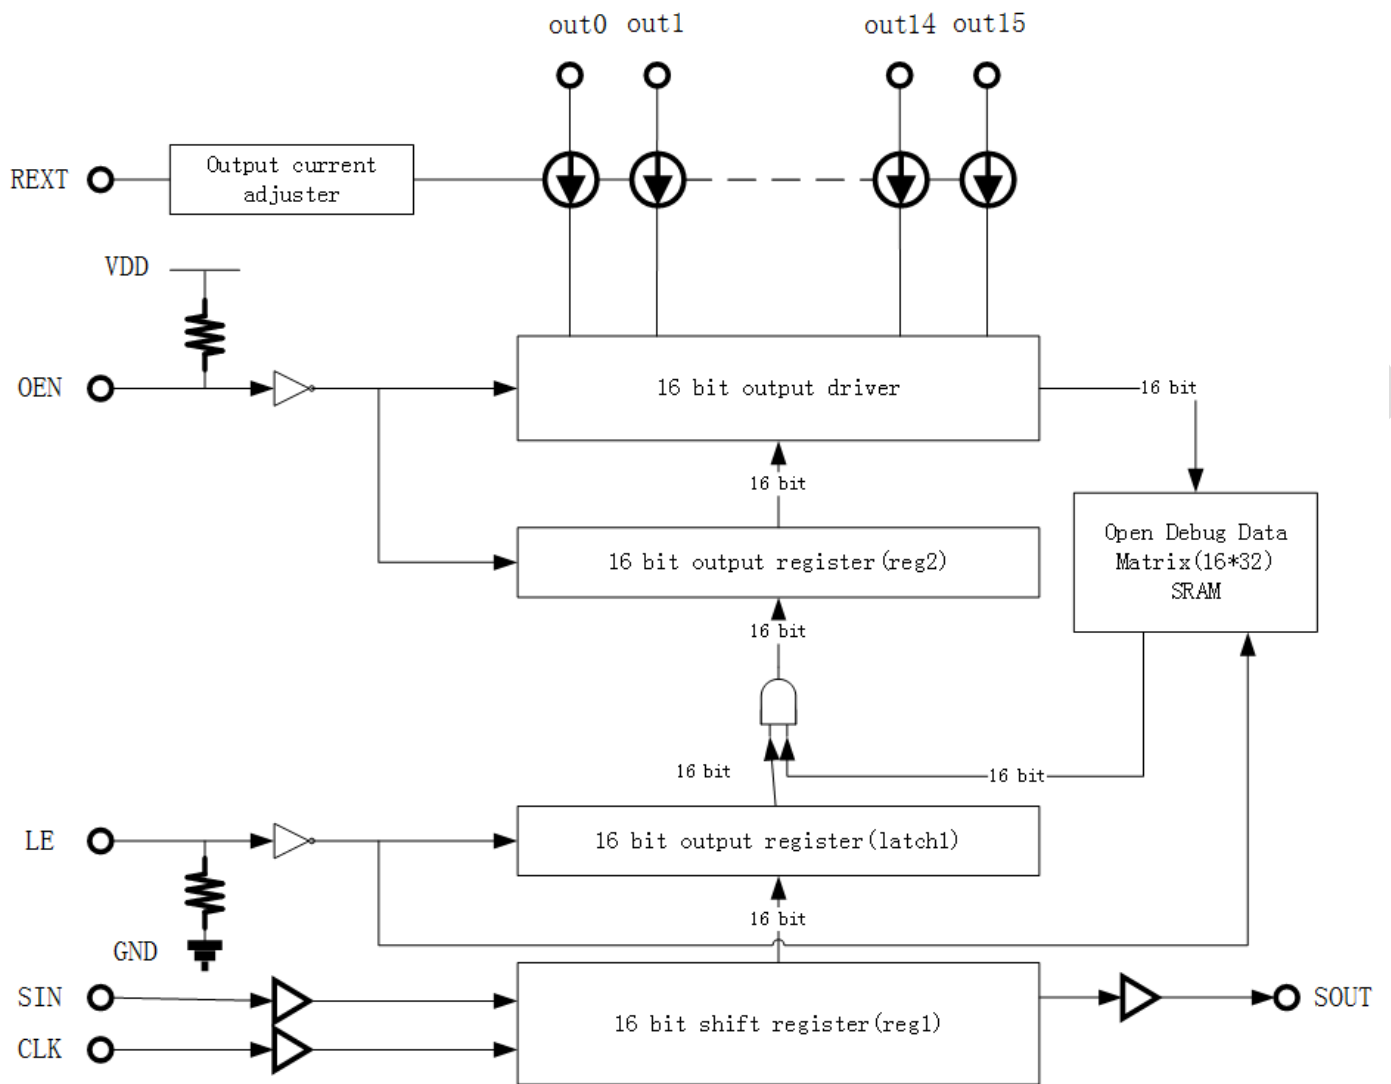 out0 out1 out14 out15
REXT
Output current
adjuster
VDD
OEN
16 bit output driver
16 bit
16 bit
16 bit output register(reg2)
Open Debug Data
Matrix(16*32)
SRAM
16 bit
16 bit
16 bit
LE
16 bit output register(latch1)
16 bit
GND
SIN
SOUT
16 bit shift register(reg1)
CLK